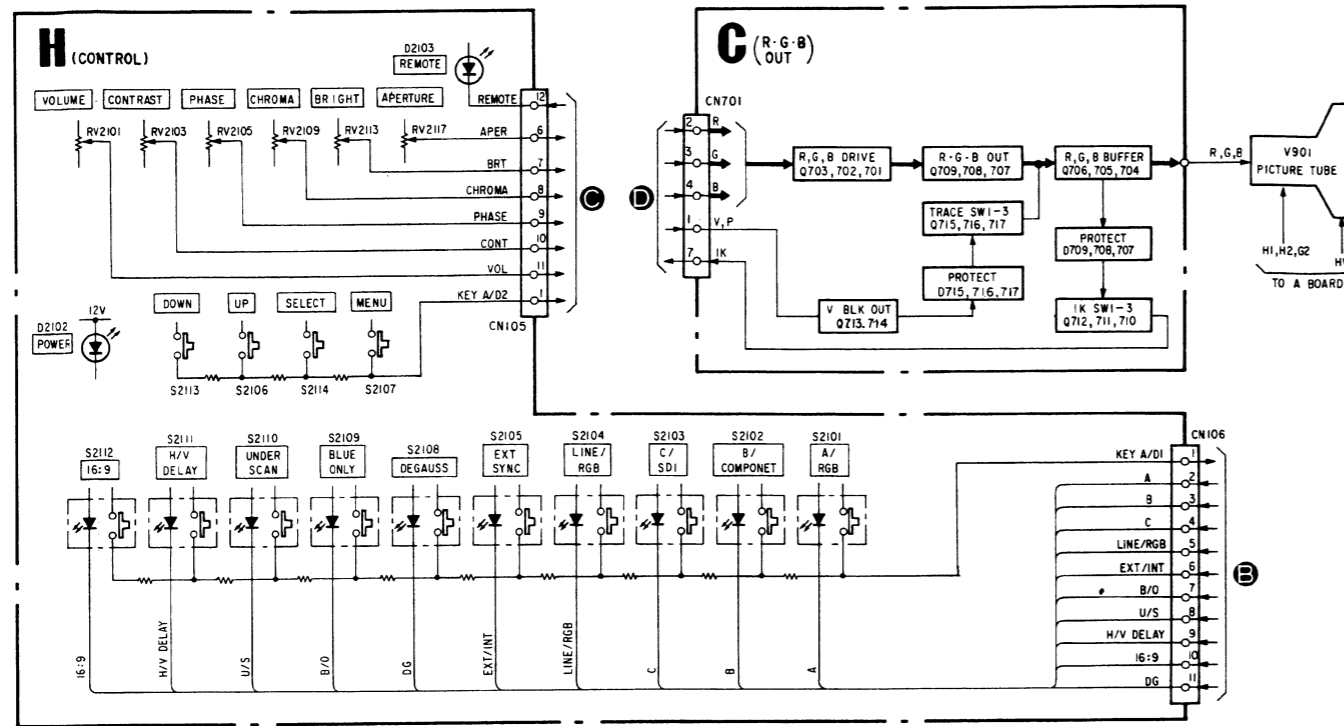 H (CONTROL)
D2103
REMOTE
VOLUME CONTRAST PHASE CHROMA BRIGHT APERTURE
RV2101 RV2103 RV2105 RV2109 RV2113 RV2117
REMOTE 12
APER 6
BRT 7
CHROMA 8
PHASE 9
CONT 10
VOL 11
KEY A/D2 1
CN105
C
12V
D2102
POWER
DOWN UP SELECT MENU
S2113 S2106 S2114 S2107
C (R·G·B) OUT
CN701
D
2 R
3 G
4 B
1 V,P
7 IK
R,G,B DRIVE
Q703,702,701
R·G·B OUT
Q709,708,707
R,G,B BUFFER
Q706,705,704
TRACE SW1-3
Q715,716,717
PROTECT
D715,716,717
V BLK OUT
Q713,714
PROTECT
D709,708,707
IK SW1-3
Q712,711,710
R,G,B
V901
PICTURE TUBE
H1,H2,G2
TO A BOARD
S2112
16:9
S2111
H/V
DELAY
S2110
UNDER
SCAN
S2109
BLUE
ONLY
S2108
DEGAUSS
S2105
EXT
SYNC
S2104
LINE/
RGB
S2103
C/
SDI
S2102
B/
COMPONET
S2101
A/
RGB
CN106
KEY A/D1 1
A 2
B 3
C 4
LINE/RGB 5
EXT/INT 6
B/O 7
U/S 8
H/V DELAY 9
16:9 10
DG 11
B
16:9
H/V DELAY
U/S
B/O
DG
EXT/INT
LINE/RGB
C
B
A